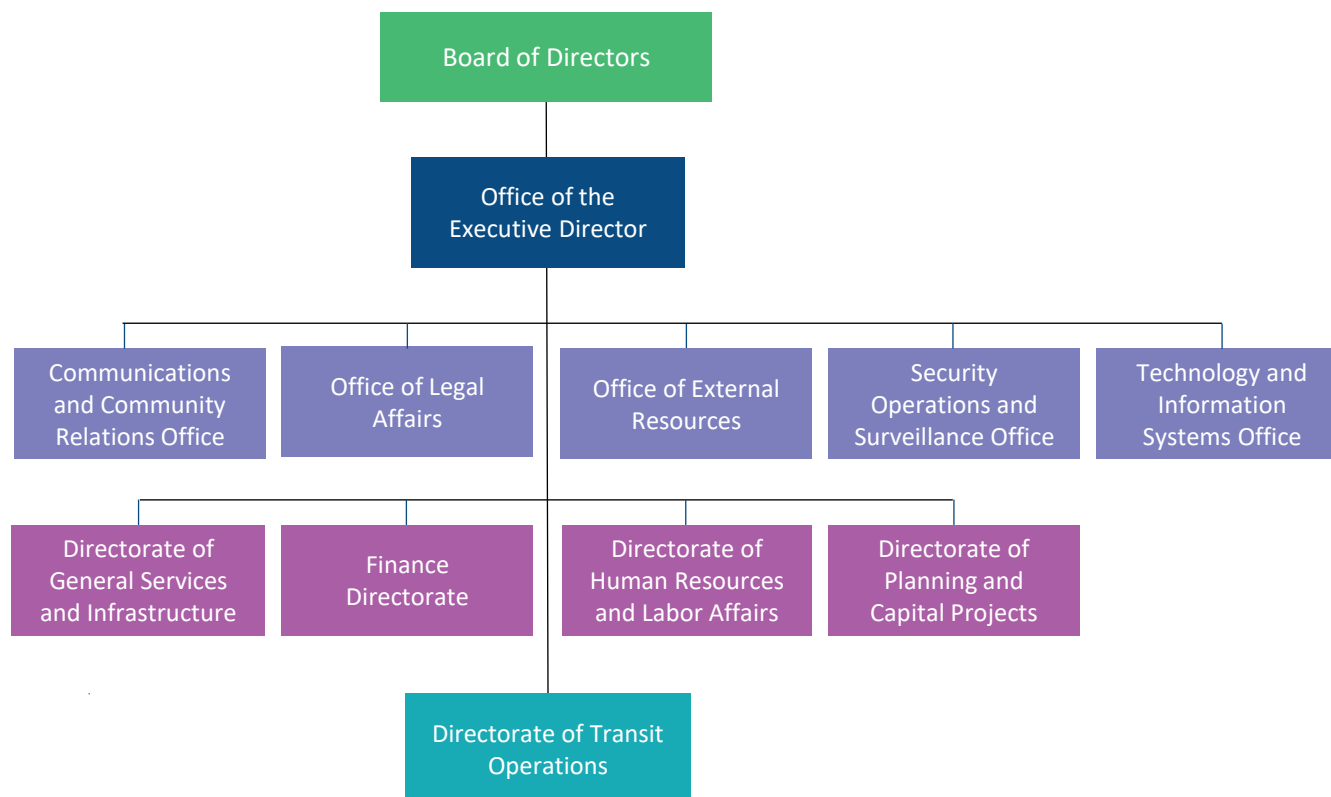 Board of Directors
Office of the
Executive Director
Communications
and Community
Relations Office
Office of Legal
Affairs
Office of External
Resources
Security
Operations and
Surveillance Office
Technology and
Information
Systems Office
Directorate of
General Services
and Infrastructure
Finance
Directorate
Directorate of
Human Resources
and Labor Affairs
Directorate of
Planning and
Capital Projects
Directorate of Transit
Operations